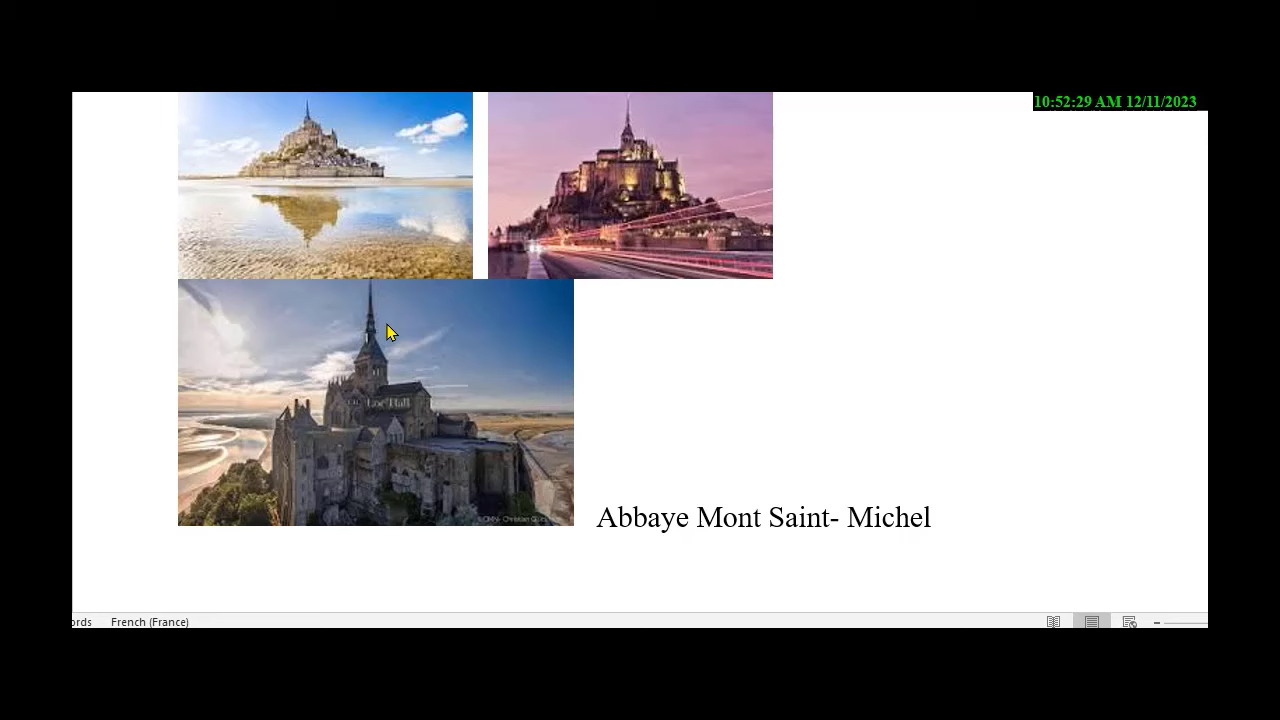 10:52:29 AM 12/11/2023
Abbaye Mont Saint- Michel
ords
French (France)